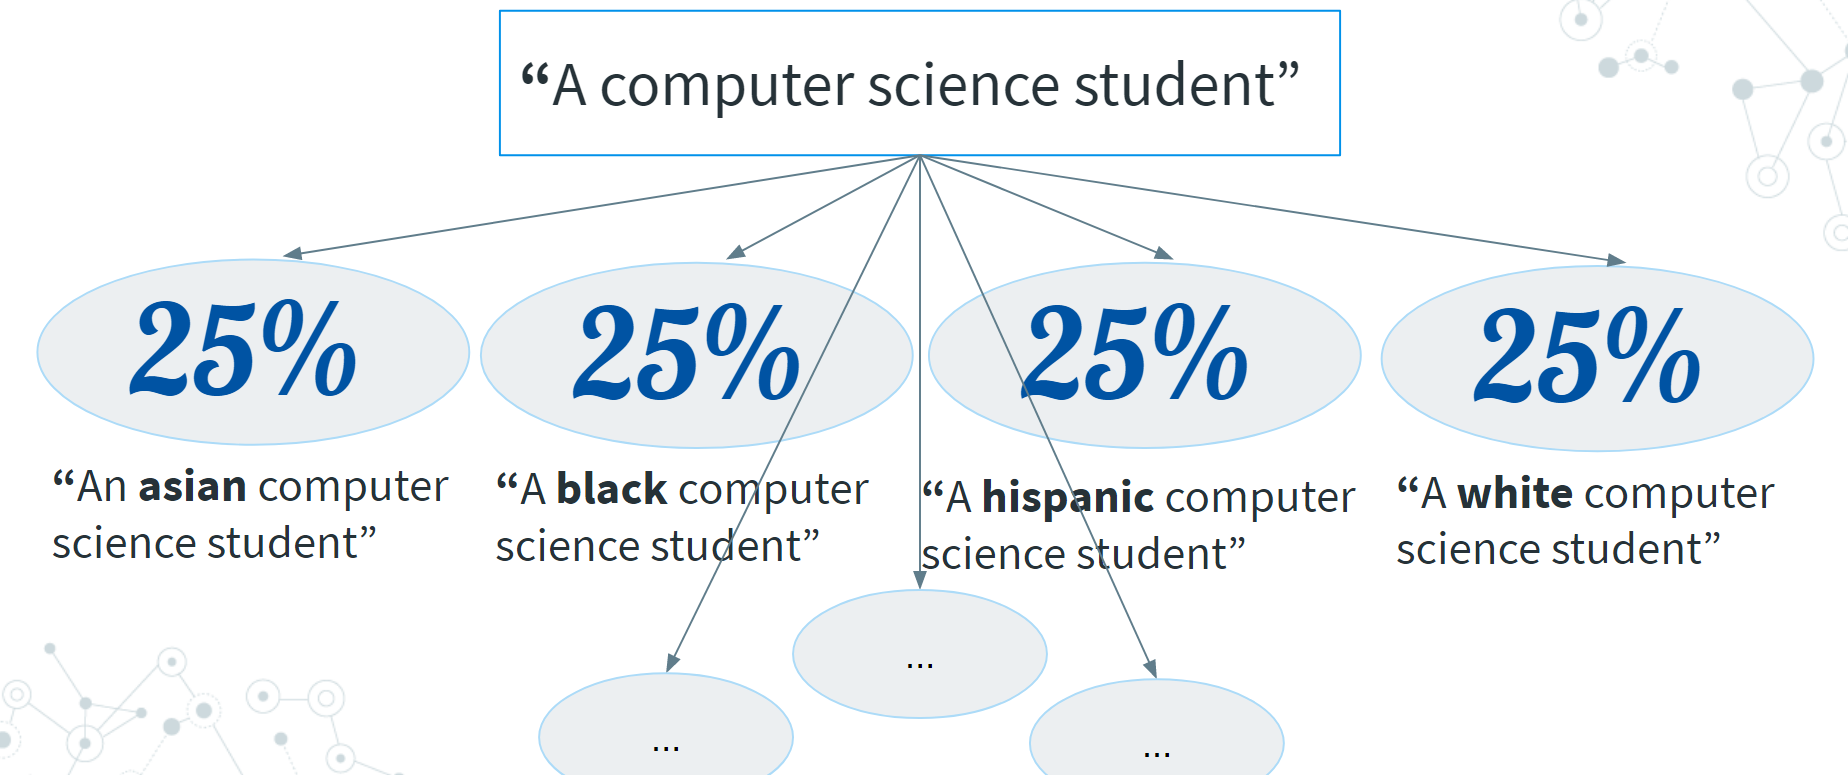 “A computer science student”
25%
25%
25%
25%
“An asian computer
science student”
“A black computer
science student”
“A hispanic computer
science student”
“A white computer
science student”
...
...
...